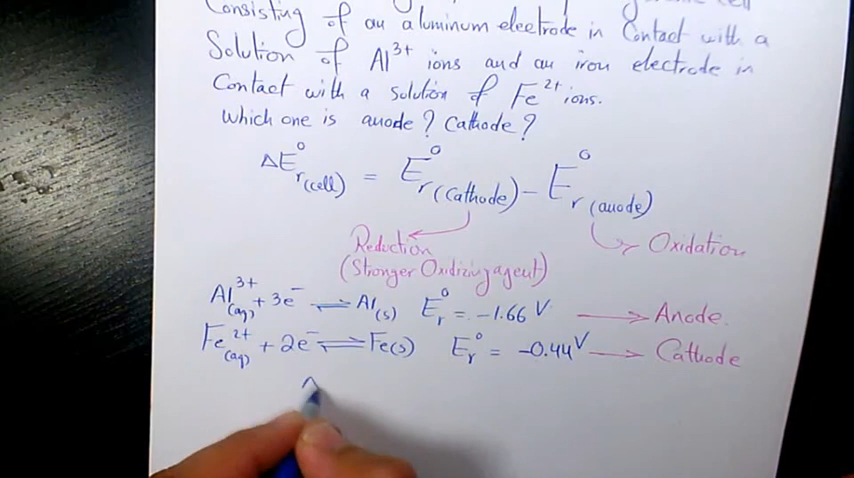 Consisting of an aluminum electrode in Contact with a
Solution of Al³⁺ ions and an iron electrode in
Contact with a solution of Fe²⁺ ions.
Which one is anode? Cathode?
ΔE°r(cell) = E°r(Cathode) − E°r(anode)
Reduction
(Stronger Oxidizing agent)
Oxidation
Al³⁺(aq) + 3e⁻ ⇌ Al(s) E°r = −1.66 V → Anode.
Fe²⁺(aq) + 2e⁻ ⇌ Fe(s) E°r = −0.44 V → Cathode